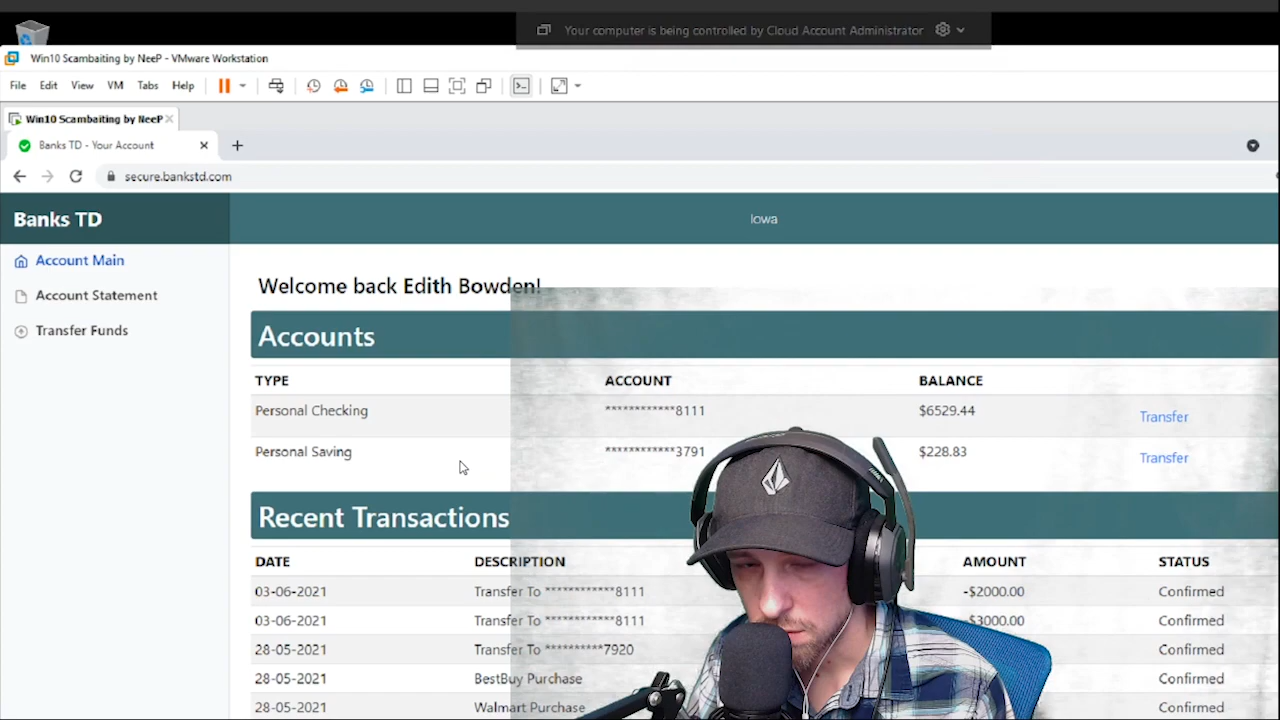 Your computer is being controlled by Cloud Account Administrator
Win10 Scambaiting by NeeP - VMware Workstation
File Edit View VM Tabs Help
Win10 Scambaiting by NeeP
Banks TD - Your Account
secure.bankstd.com
Banks TD
Iowa
Account Main
Account Statement
Transfer Funds
Welcome back Edith Bowden!
Accounts
TYPE ACCOUNT BALANCE
Personal Checking ************8111 $6529.44 Transfer
Personal Saving ************3791 $228.83 Transfer
Recent Transactions
DATE DESCRIPTION AMOUNT STATUS
03-06-2021 Transfer To ************8111 -$2000.00 Confirmed
03-06-2021 Transfer To ************8111 -$3000.00 Confirmed
28-05-2021 Transfer To **********7920 Confirmed
28-05-2021 BestBuy Purchase Confirmed
28-05-2021 Walmart Purchase Confirmed